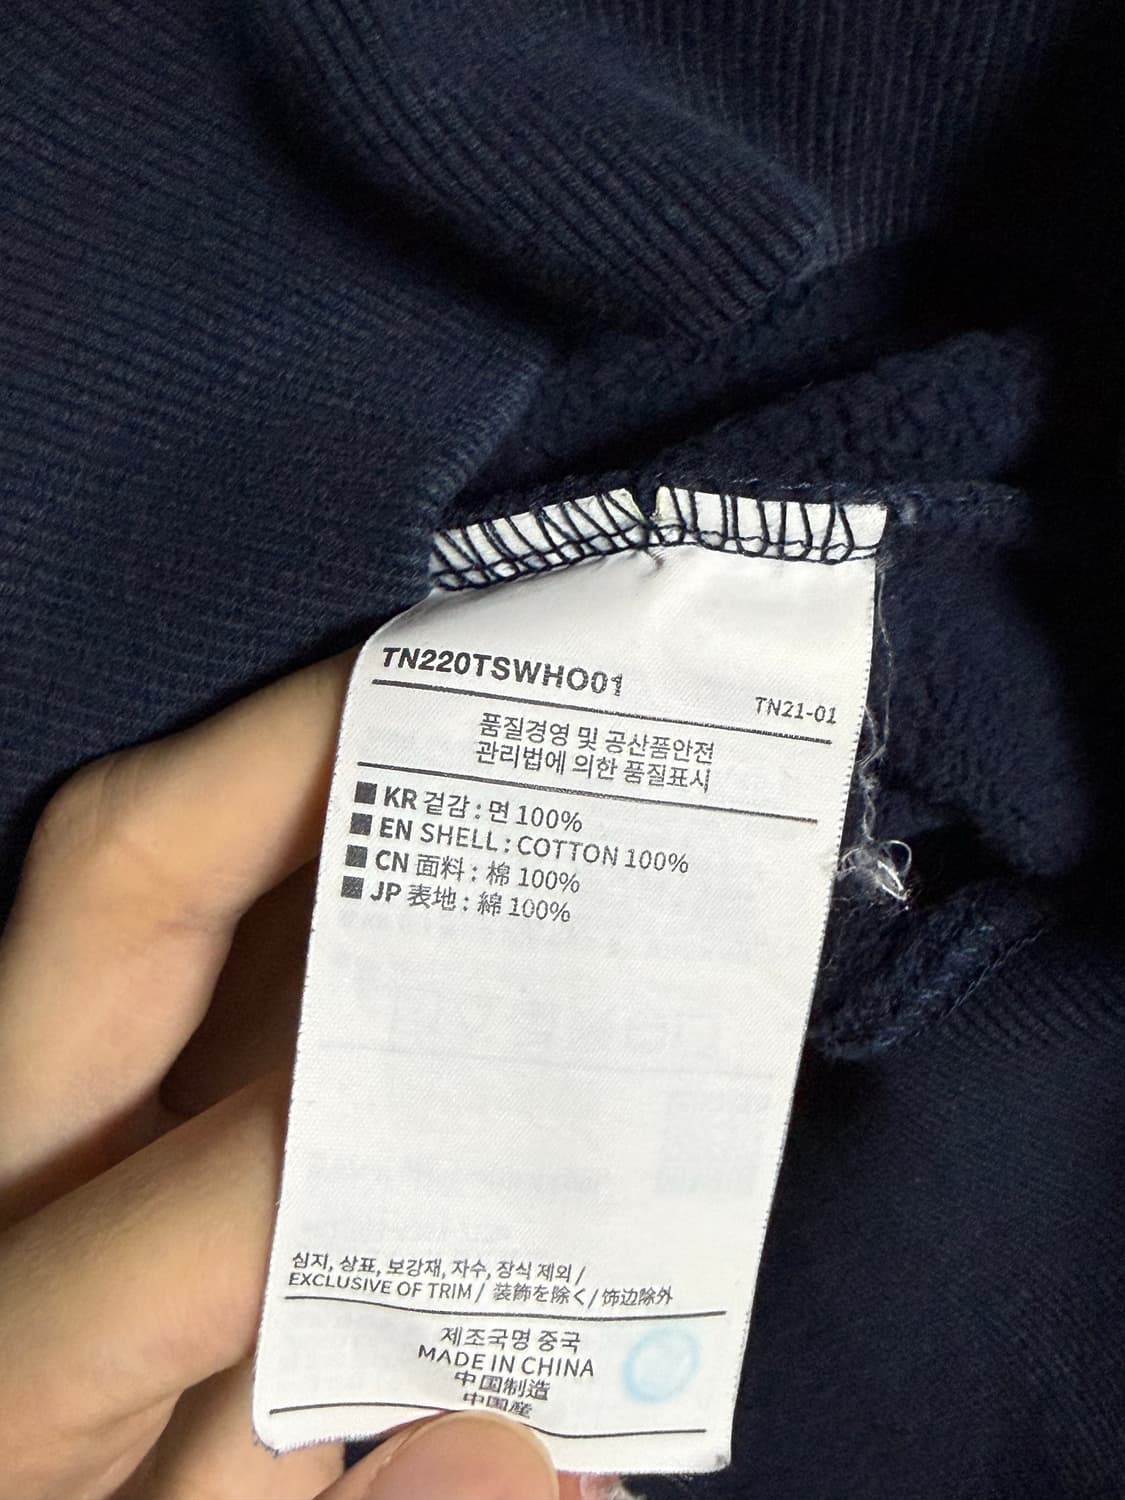 TN220TSWHO01
TN21-01
품질경영 및 공산품안전
관리법에 의한 품질표시
KR 겉감 : 면 100%
EN SHELL : COTTON 100%
CN 面料 : 棉 100%
JP 表地 : 綿 100%
심지, 상표, 보강재, 자수, 장식 제외 /
EXCLUSIVE OF TRIM / 装飾を除く / 饰边除外
제조국명 중국
MADE IN CHINA
中国制造
中国産